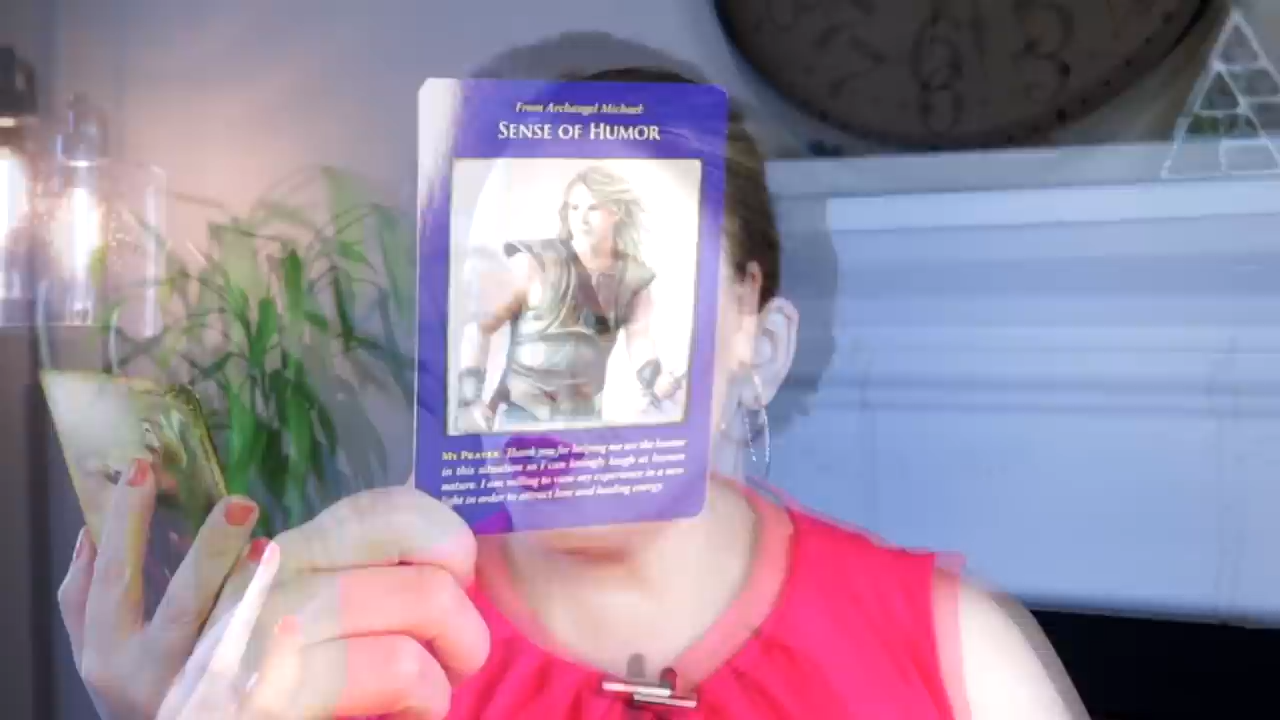 From Archangel Michael:
SENSE OF HUMOR
MY PRAYER: Thank you for helping me see the humor
in this situation so I can lovingly laugh at human
nature. I am willing to view my experience in a new
light in order to attract love and healing energy.
6